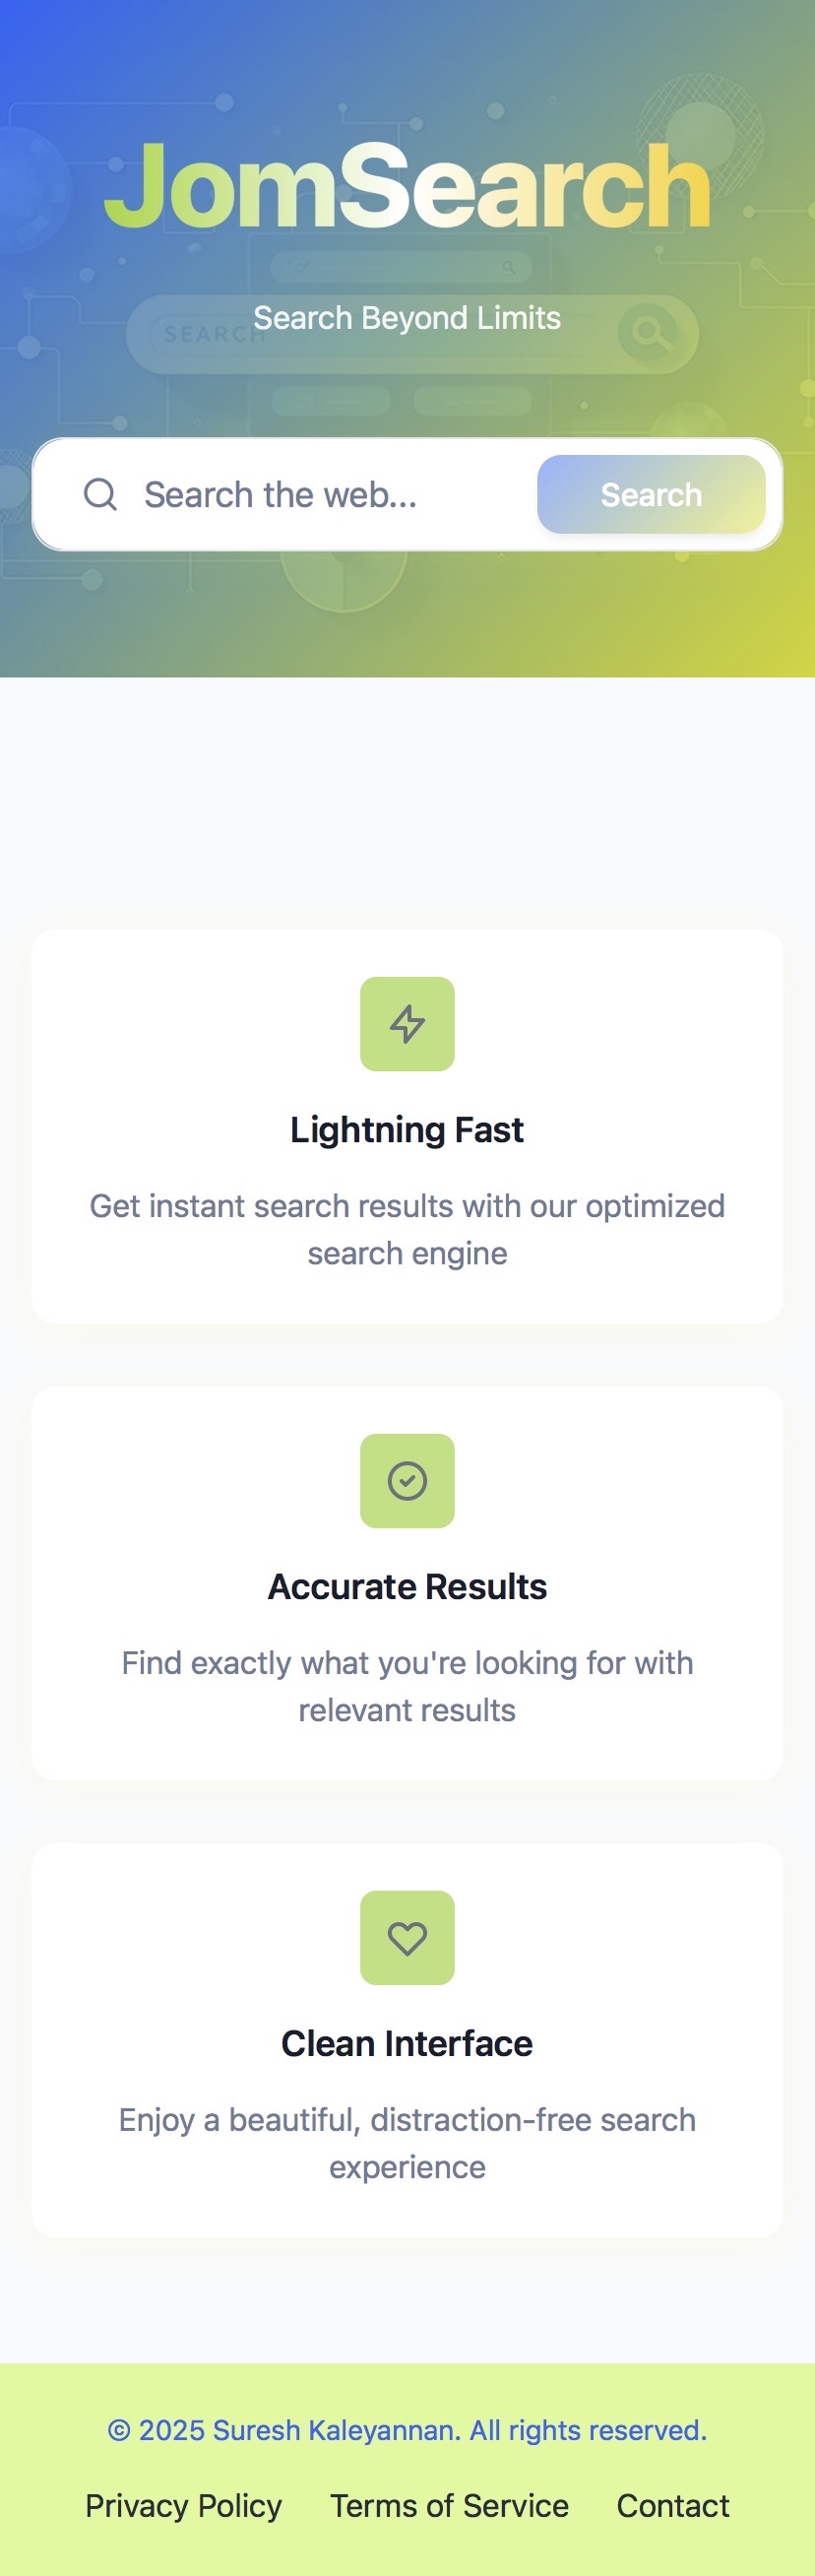 JomSearch
SEARCH
Search Beyond Limits
Search the web...
Search
Lightning Fast
Get instant search results with our optimized
search engine
Accurate Results
Find exactly what you're looking for with
relevant results
Clean Interface
Enjoy a beautiful, distraction-free search
experience
© 2025 Suresh Kaleyannan. All rights reserved.
Privacy Policy Terms of Service Contact